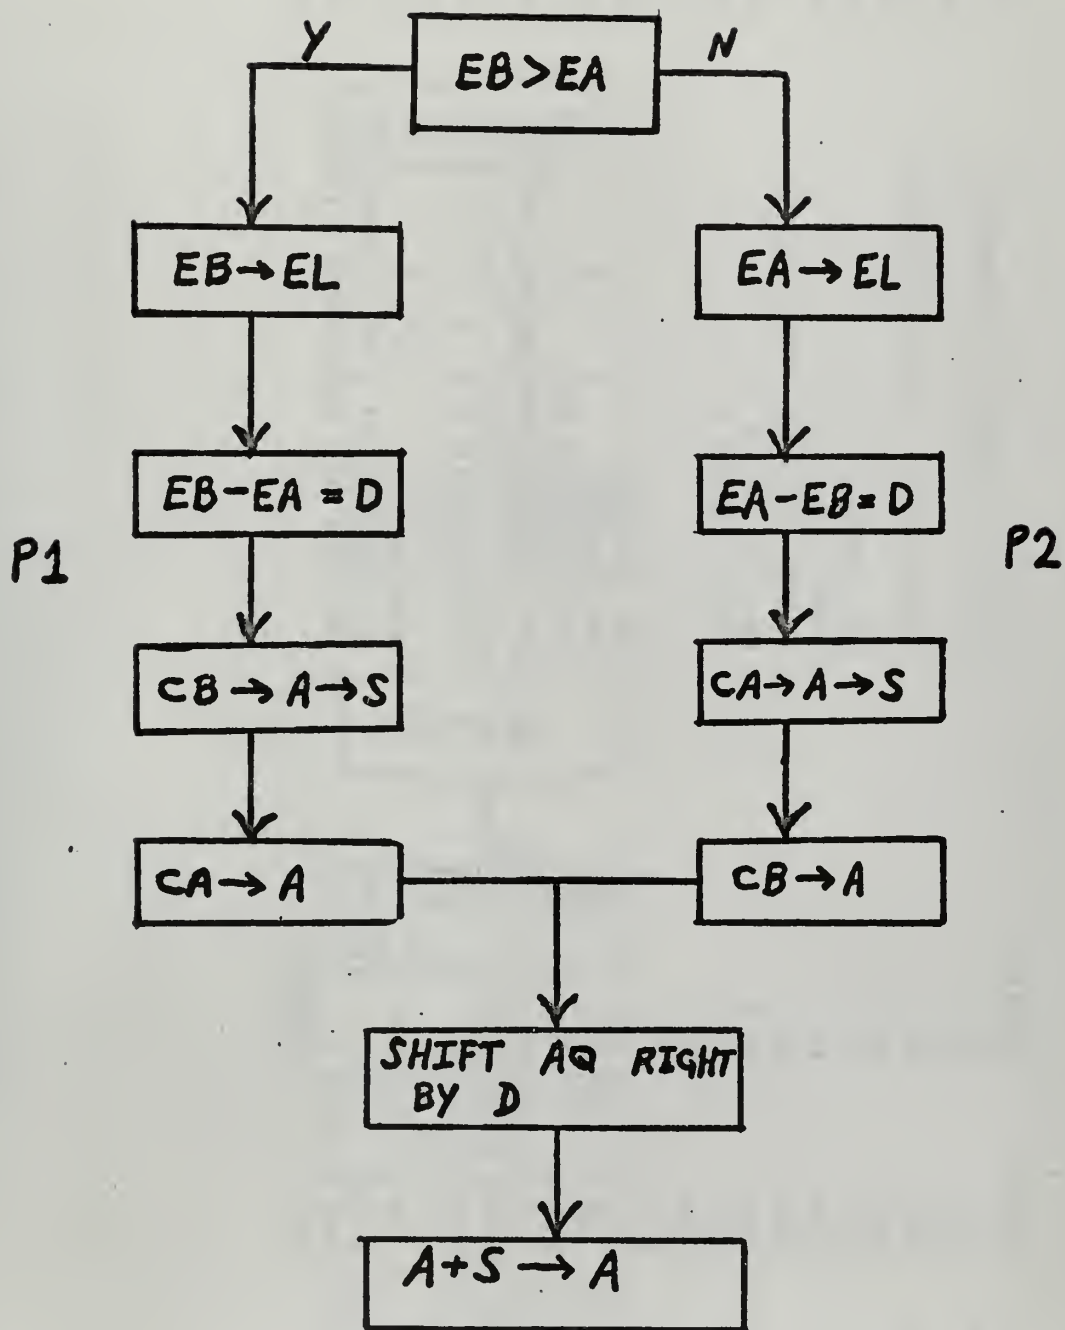 Y
EB > EA
N
EB → EL
EA → EL
EB - EA = D
EA - EB = D
P1
P2
CB → A → S
CA → A → S
CA → A
CB → A
SHIFT AQ RIGHT
BY D
A + S → A